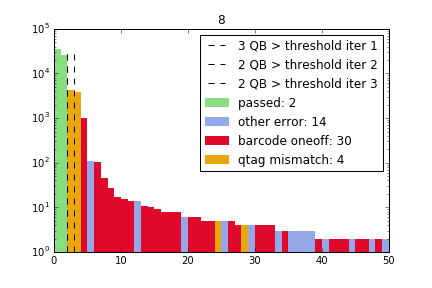 8
10^5
10^4
10^3
10^2
10^1
10^0
0 10 20 30 40 50
3 QB > threshold iter 1
2 QB > threshold iter 2
2 QB > threshold iter 3
passed: 2
other error: 14
barcode oneoff: 30
qtag mismatch: 4